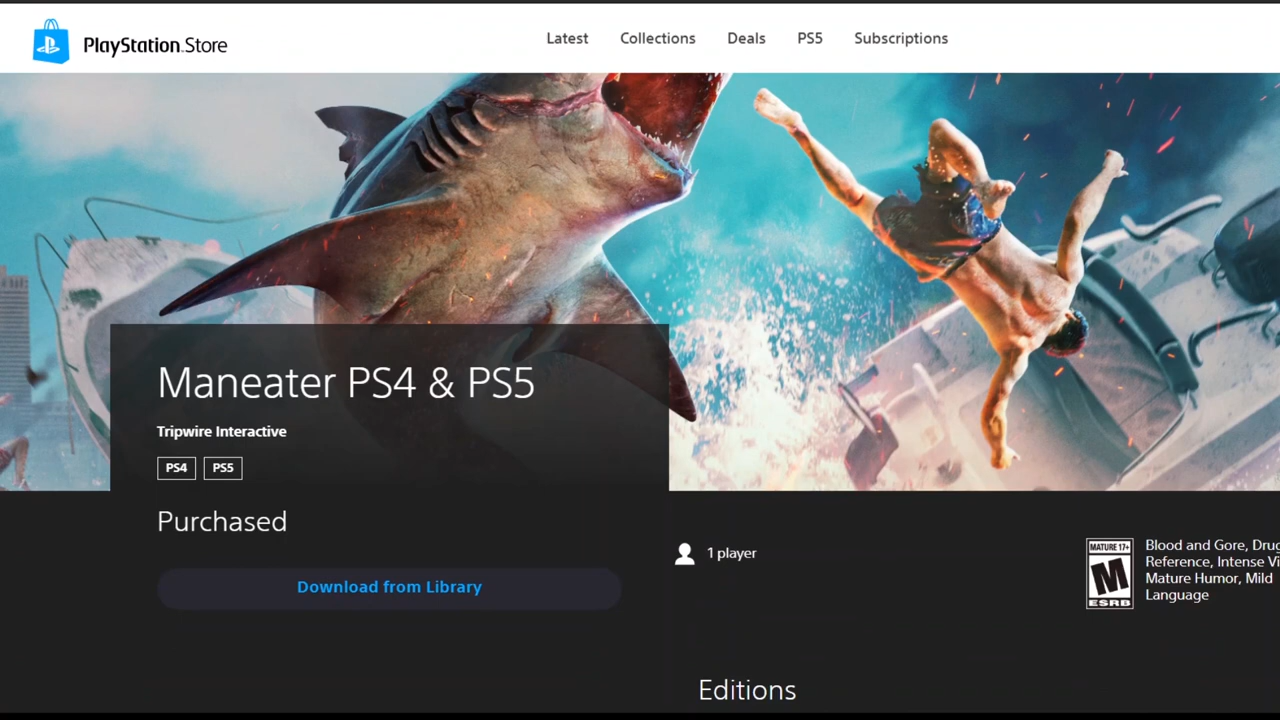 PlayStation.Store
Latest
Collections
Deals
PS5
Subscriptions
Maneater PS4 & PS5
Tripwire Interactive
PS4
PS5
Purchased
Download from Library
1 player
MATURE 17+
M
ESRB
Blood and Gore, Drug
Reference, Intense Vi
Mature Humor, Mild
Language
Editions